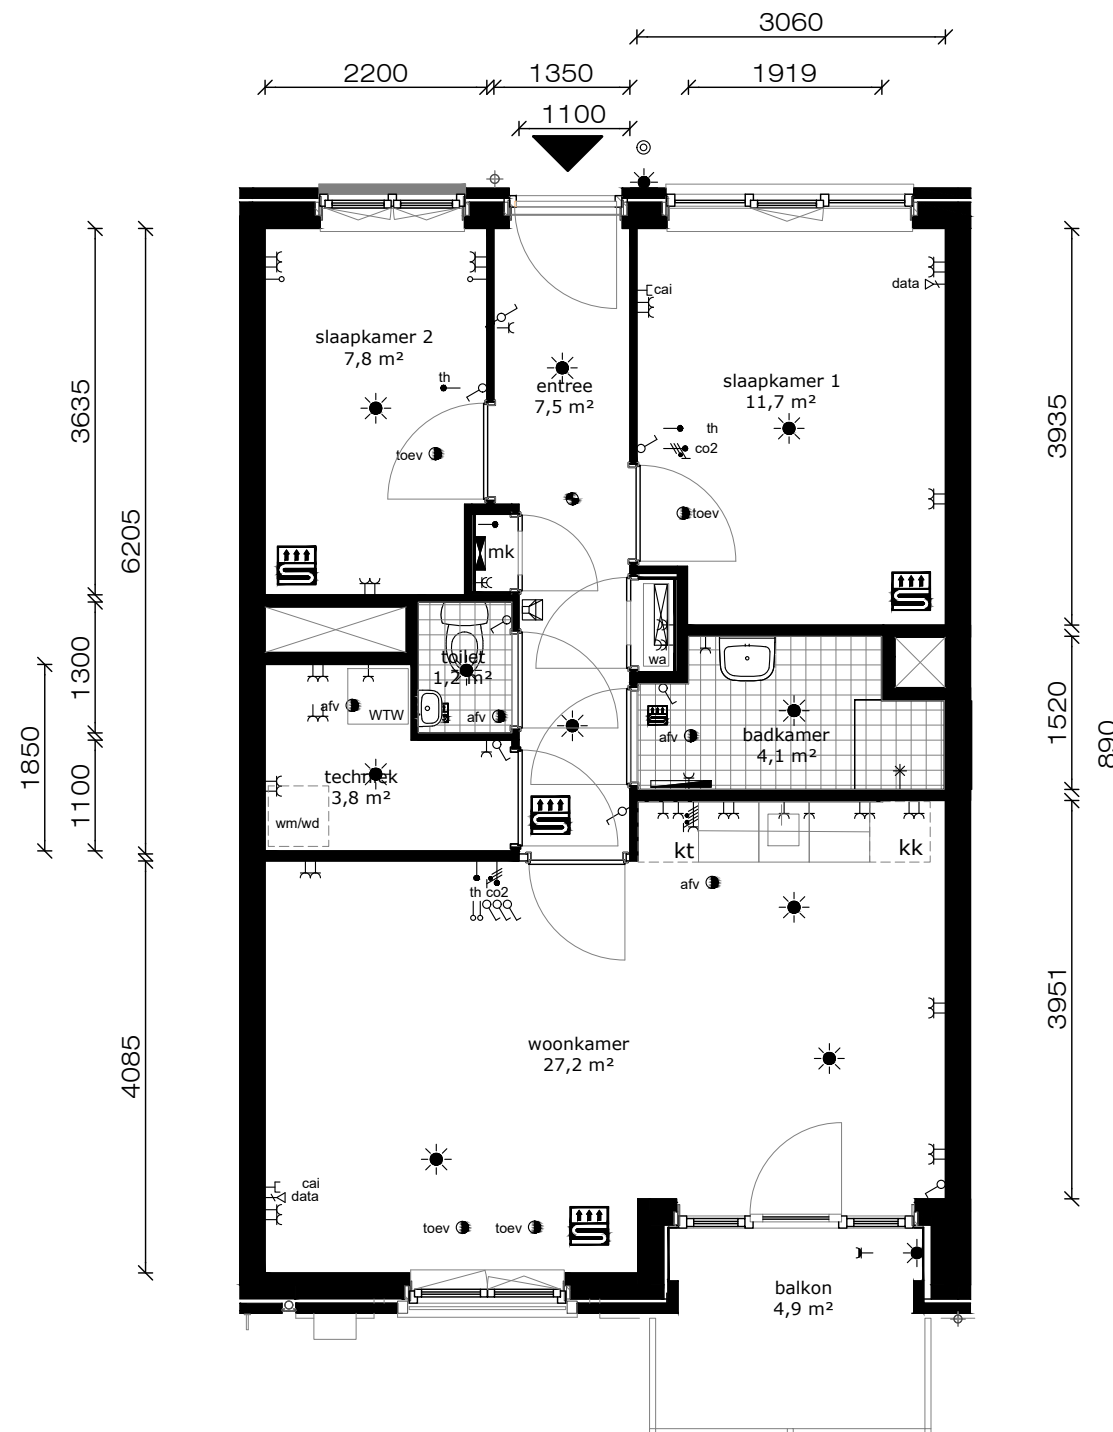 3060
2200
1350
1919
1100
cai
data
slaapkamer 2
7,8 m²
th
entree
7,5 m²
slaapkamer 1
11,7 m²
th
co2
toev
toev
3635
6205
3935
mk
wa
toilet
1,2 m²
afv
WTW
afv
afv
badkamer
4,1 m²
techniek
3,8 m²
wm/wd
1300
1850
1100
1520
890
kt
kk
afv
th co2
woonkamer
27,2 m²
4085
3951
cai
data
toev
toev
balkon
4,9 m²